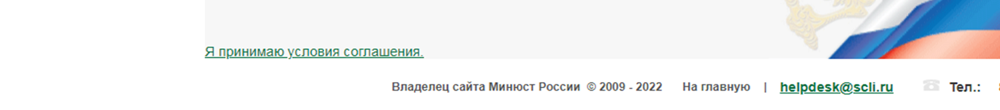 Я принимаю условия соглашения.
Владелец сайта Минюст России © 2009 - 2022 На главную | helpdesk@scli.ru Тел.: